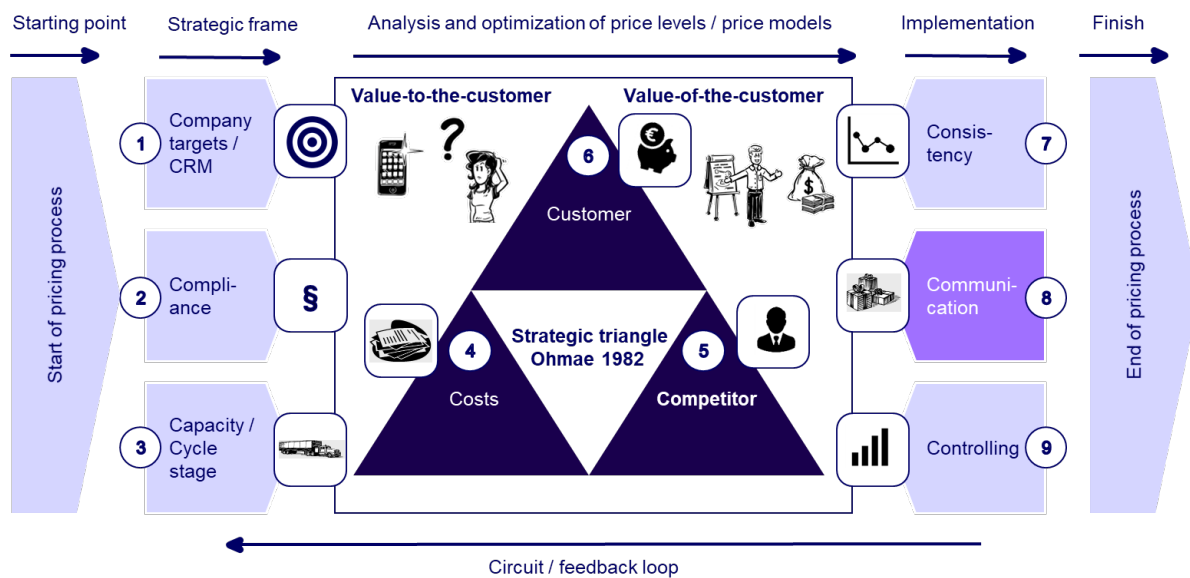 Starting point
Strategic frame
Analysis and optimization of price levels / price models
Implementation
Finish
Start of pricing process
1
Company
targets /
CRM
2
Compli-
ance
§
3
Capacity /
Cycle
stage
Value-to-the-customer
Value-of-the-customer
?
€
$
6
Customer
Strategic triangle
Ohmae 1982
4
Costs
5
Competitor
Consis-
tency
7
Communi-
cation
8
Controlling
9
End of pricing process
Circuit / feedback loop